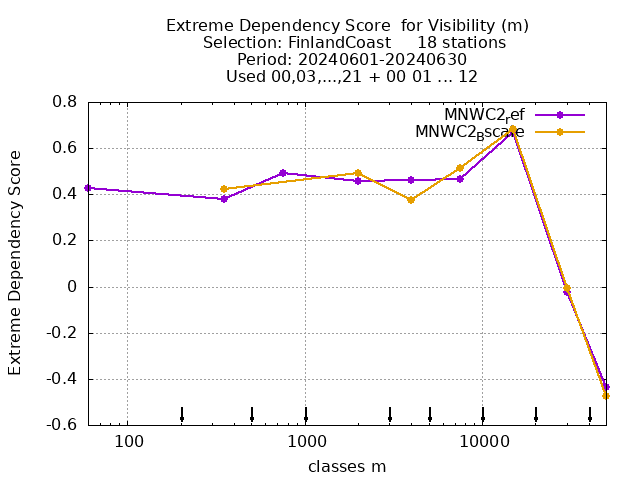 Extreme Dependency Score  for Visibility (m)
Selection: FinlandCoast     18 stations
Period: 20240601-20240630
Used 00,03,...,21 + 00 01 ... 12
MNWC2ref
MNWC2Bscale
Extreme Dependency Score
0.8
0.6
0.4
0.2
0
-0.2
-0.4
-0.6
100
1000
10000
classes m